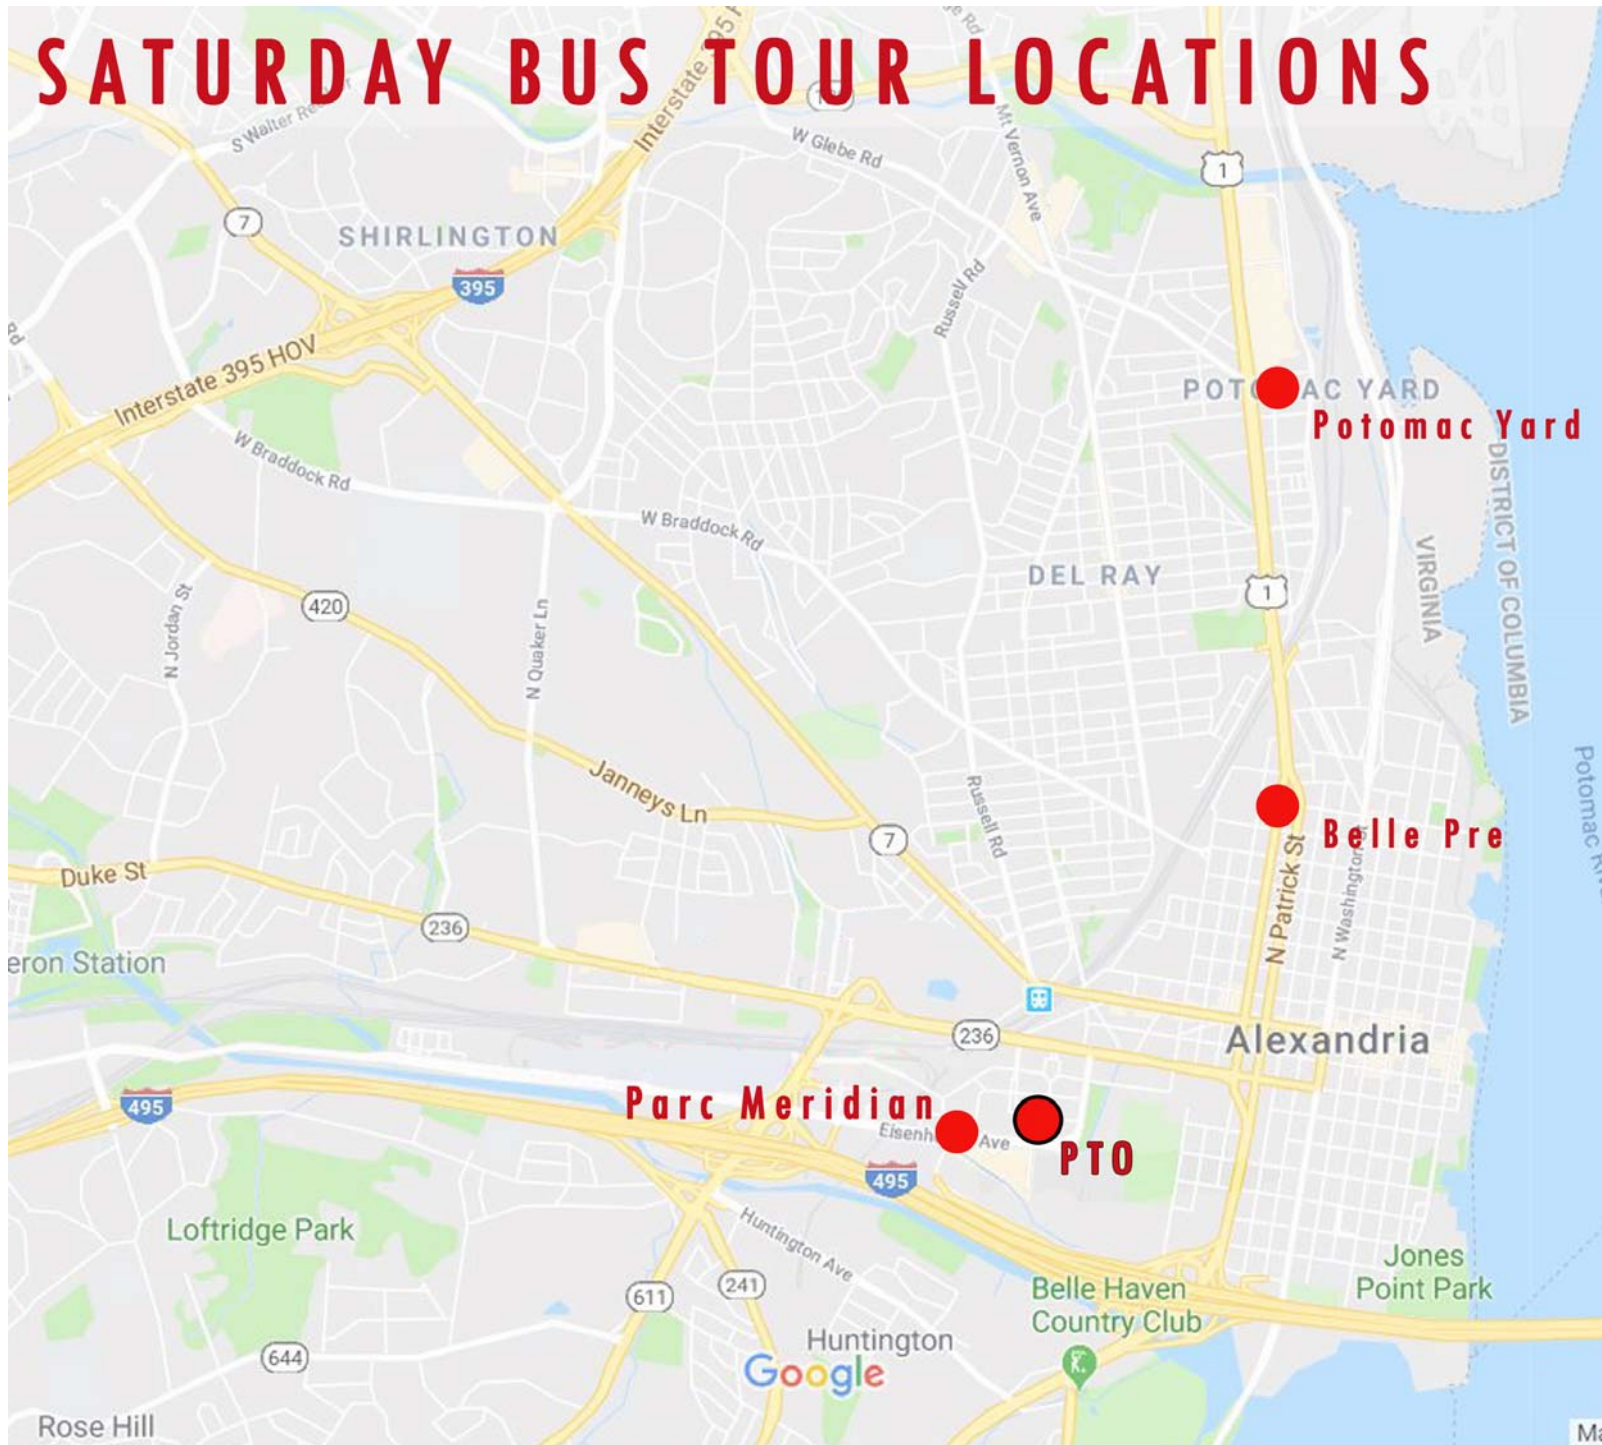 SATURDAY BUS TOUR LOCATIONS
Interstate 395
S Walter Re
W Glebe Rd
Mt Vernon Ave
1
7
SHIRLINGTON
395
Russell Rd
Rd
Interstate 395 HOV
POTOMAC YARD
Potomac Yard
W Braddock Rd
W Braddock Rd
DISTRICT OF COLUMBIA
VIRGINIA
DEL RAY
1
N Jordan St
420
N Quaker Ln
Potomac
Janneys Ln
Russell Rd
7
Belle Pre
N Patrick St
N Washington St
Duke St
236
eron Station
236
Alexandria
495
Parc Meridian
Eisenh Ave
PTO
495
Loftridge Park
Huntington Ave
Jones
Point Park
611
241
Belle Haven
Country Club
Huntington
644
Google
Rose Hill
Ma